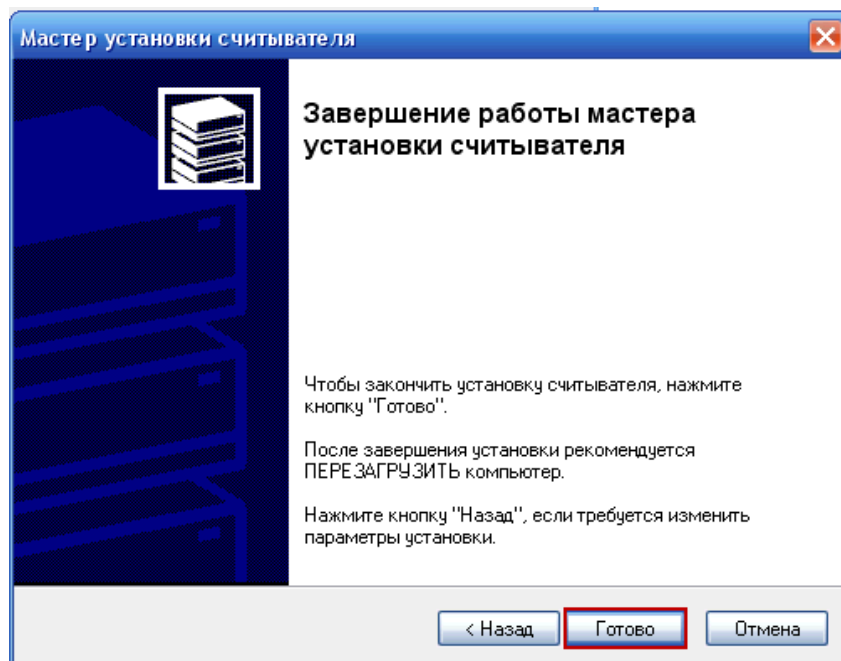 Мастер установки считывателя
Завершение работы мастера
установки считывателя
Чтобы закончить установку считывателя, нажмите
кнопку "Готово".
После завершения установки рекомендуется
ПЕРЕЗАГРУЗИТЬ компьютер.
Нажмите кнопку "Назад", если требуется изменить
параметры установки.
< Назад
Готово
Отмена